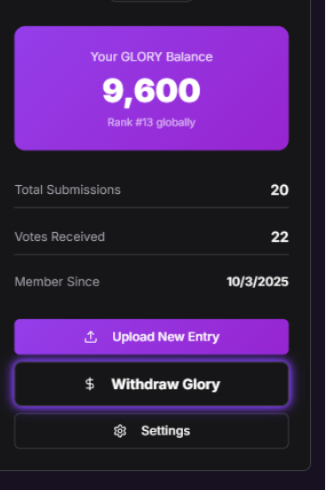 Your GLORY Balance
9,600
Rank #13 globally
Total Submissions 20
Votes Received 22
Member Since 10/3/2025
Upload New Entry
$ Withdraw Glory
Settings